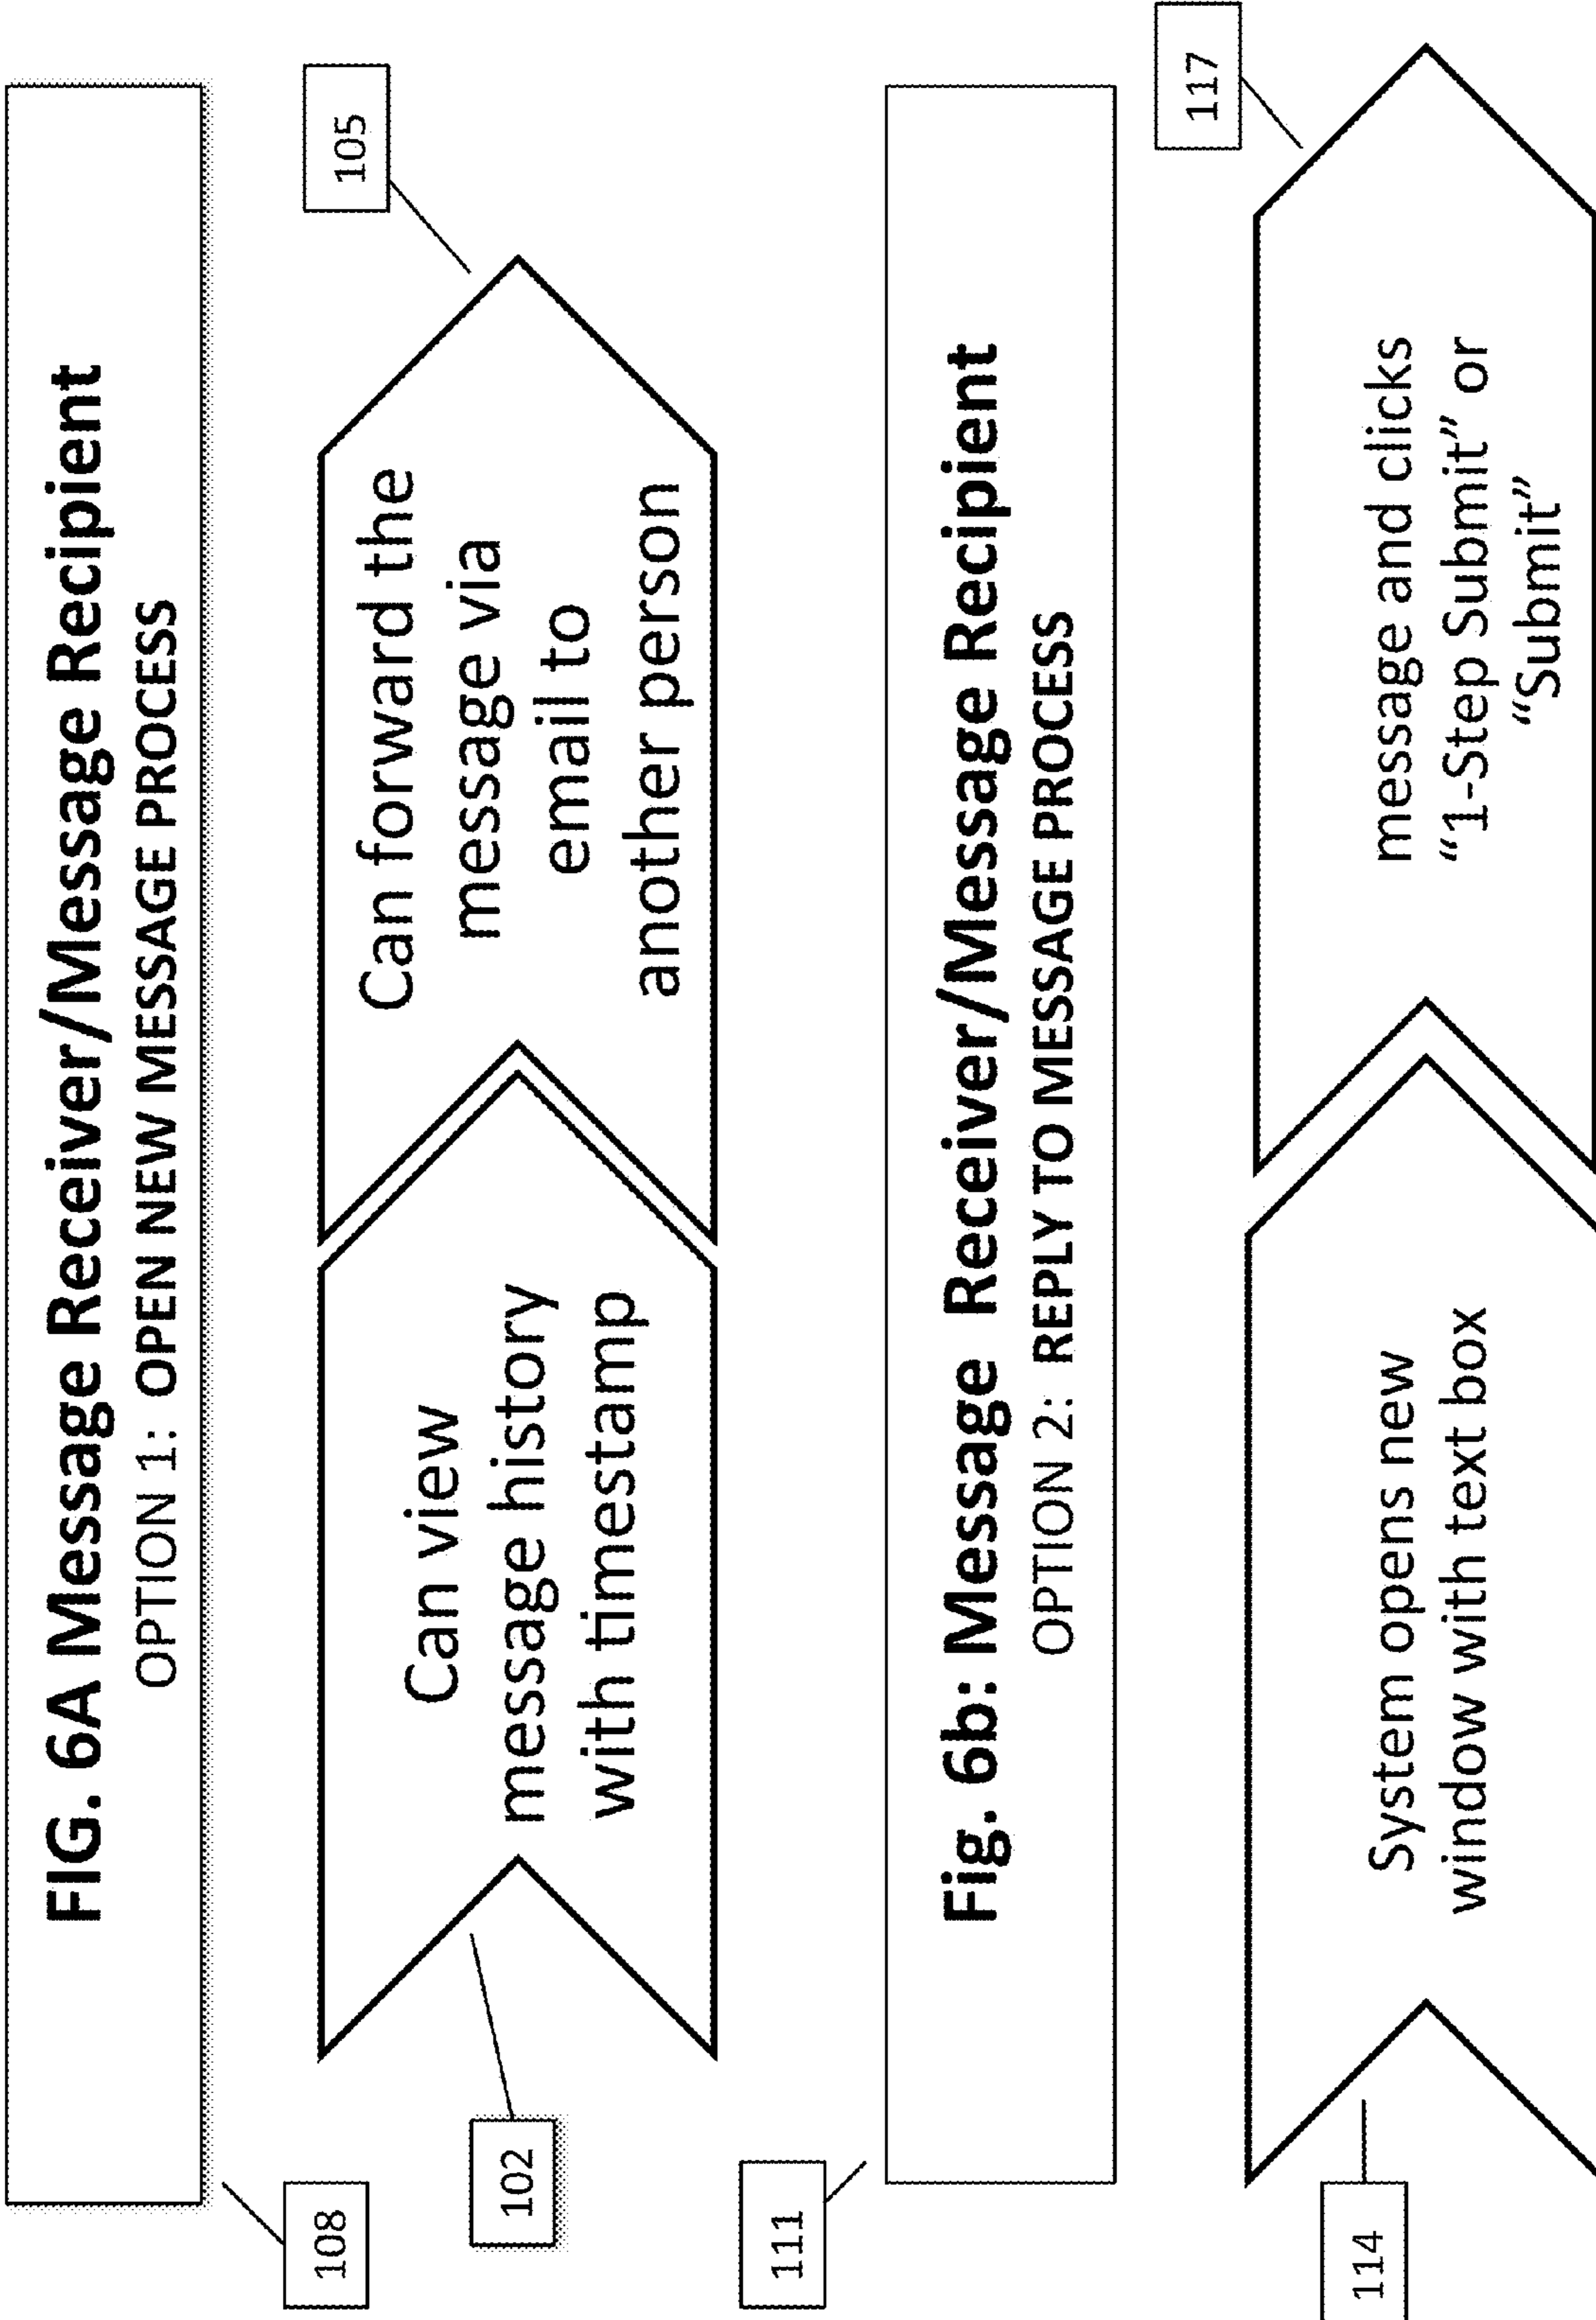 FIG. 6A Message Receiver/Message Recipient
OPTION 1: OPEN NEW MESSAGE PROCESS
108
105
Can view
message history
with timestamp
Can forward the
message via
email to
another person
102
111
Fig. 6b: Message Receiver/Message Recipient
OPTION 2: REPLY TO MESSAGE PROCESS
117
System opens new
window with text box
message and clicks
“1-Step Submit” or
“Submit”
114